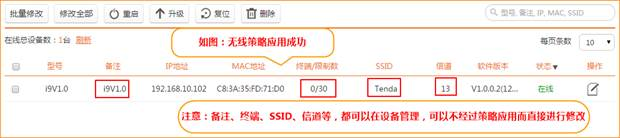 批量修改 修改全部 重启 升级 复位 删除 型号, 备注, IP, MAC, SSID
在线总设备数：1台 刷新 如图：无线策略应用成功 每页条数 10
型号 备注 IP地址 MAC地址 终端/限制数 SSID 信道 软件版本 状态 操作
i9V1.0 i9V1.0 192.168.10.102 C8:3A:35:FD:71:D0 0/30 Tenda 13 V1.0.0.2(12... 在线
注意：备注、终端、SSID、信道等，都可以在设备管理，可以不经过策略应用而直接进行修改